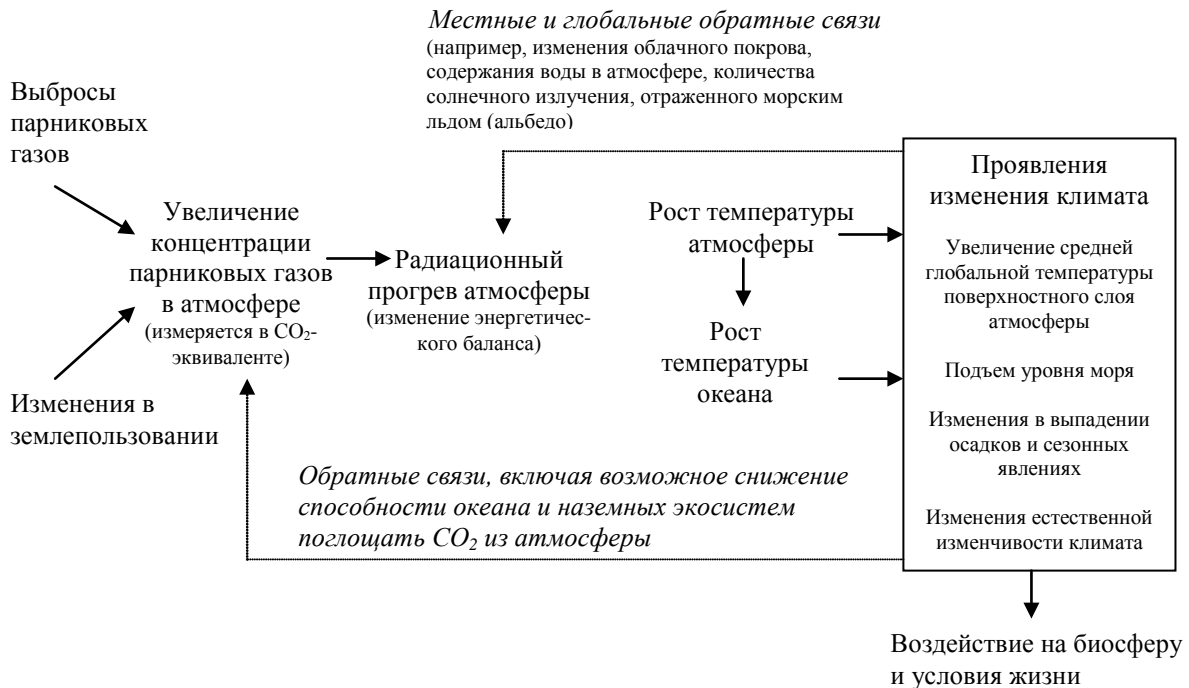 Местные и глобальные обратные связи
(например, изменения облачного покрова,
содержания воды в атмосфере, количества
солнечного излучения, отраженного морским
льдом (альбедо)
Выбросы
парниковых
газов
Увеличение
концентрации
парниковых газов
в атмосфере
(измеряется в CO₂-
эквиваленте)
Изменения в
землепользовании
Радиационный
прогрев атмосферы
(изменение энергетичес-
кого баланса)
Рост температуры
атмосферы
Рост
температуры
океана
Проявления
изменения климата
Увеличение средней
глобальной температуры
поверхностного слоя
атмосферы
Подъем уровня моря
Изменения в выпадении
осадков и сезонных
явлениях
Изменения естественной
изменчивости климата
Обратные связи, включая возможное снижение
способности океана и наземных экосистем
поглощать CO₂ из атмосферы
Воздействие на биосферу
и условия жизни